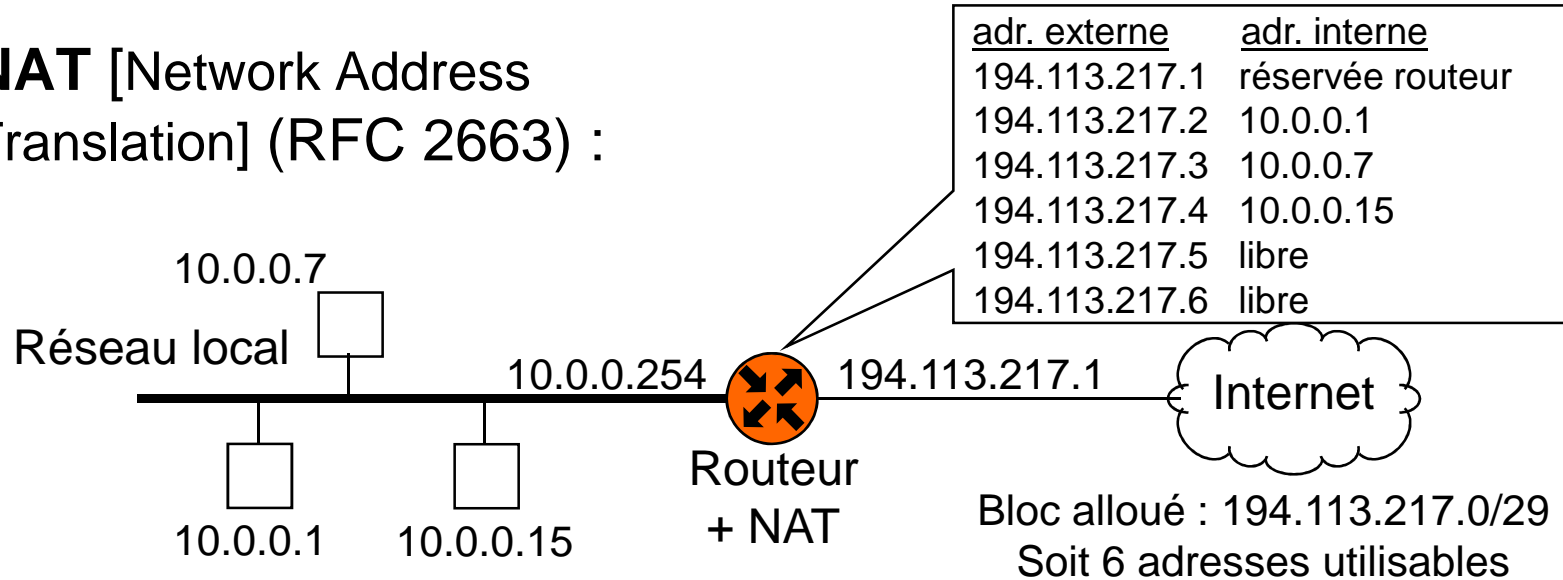 NAT [Network Address
Translation] (RFC 2663) :
adr. externe adr. interne
194.113.217.1 réservée routeur
194.113.217.2 10.0.0.1
194.113.217.3 10.0.0.7
194.113.217.4 10.0.0.15
194.113.217.5 libre
194.113.217.6 libre
10.0.0.7
Réseau local
10.0.0.254
194.113.217.1
Internet
10.0.0.1
10.0.0.15
Routeur
+ NAT
Bloc alloué : 194.113.217.0/29
Soit 6 adresses utilisables